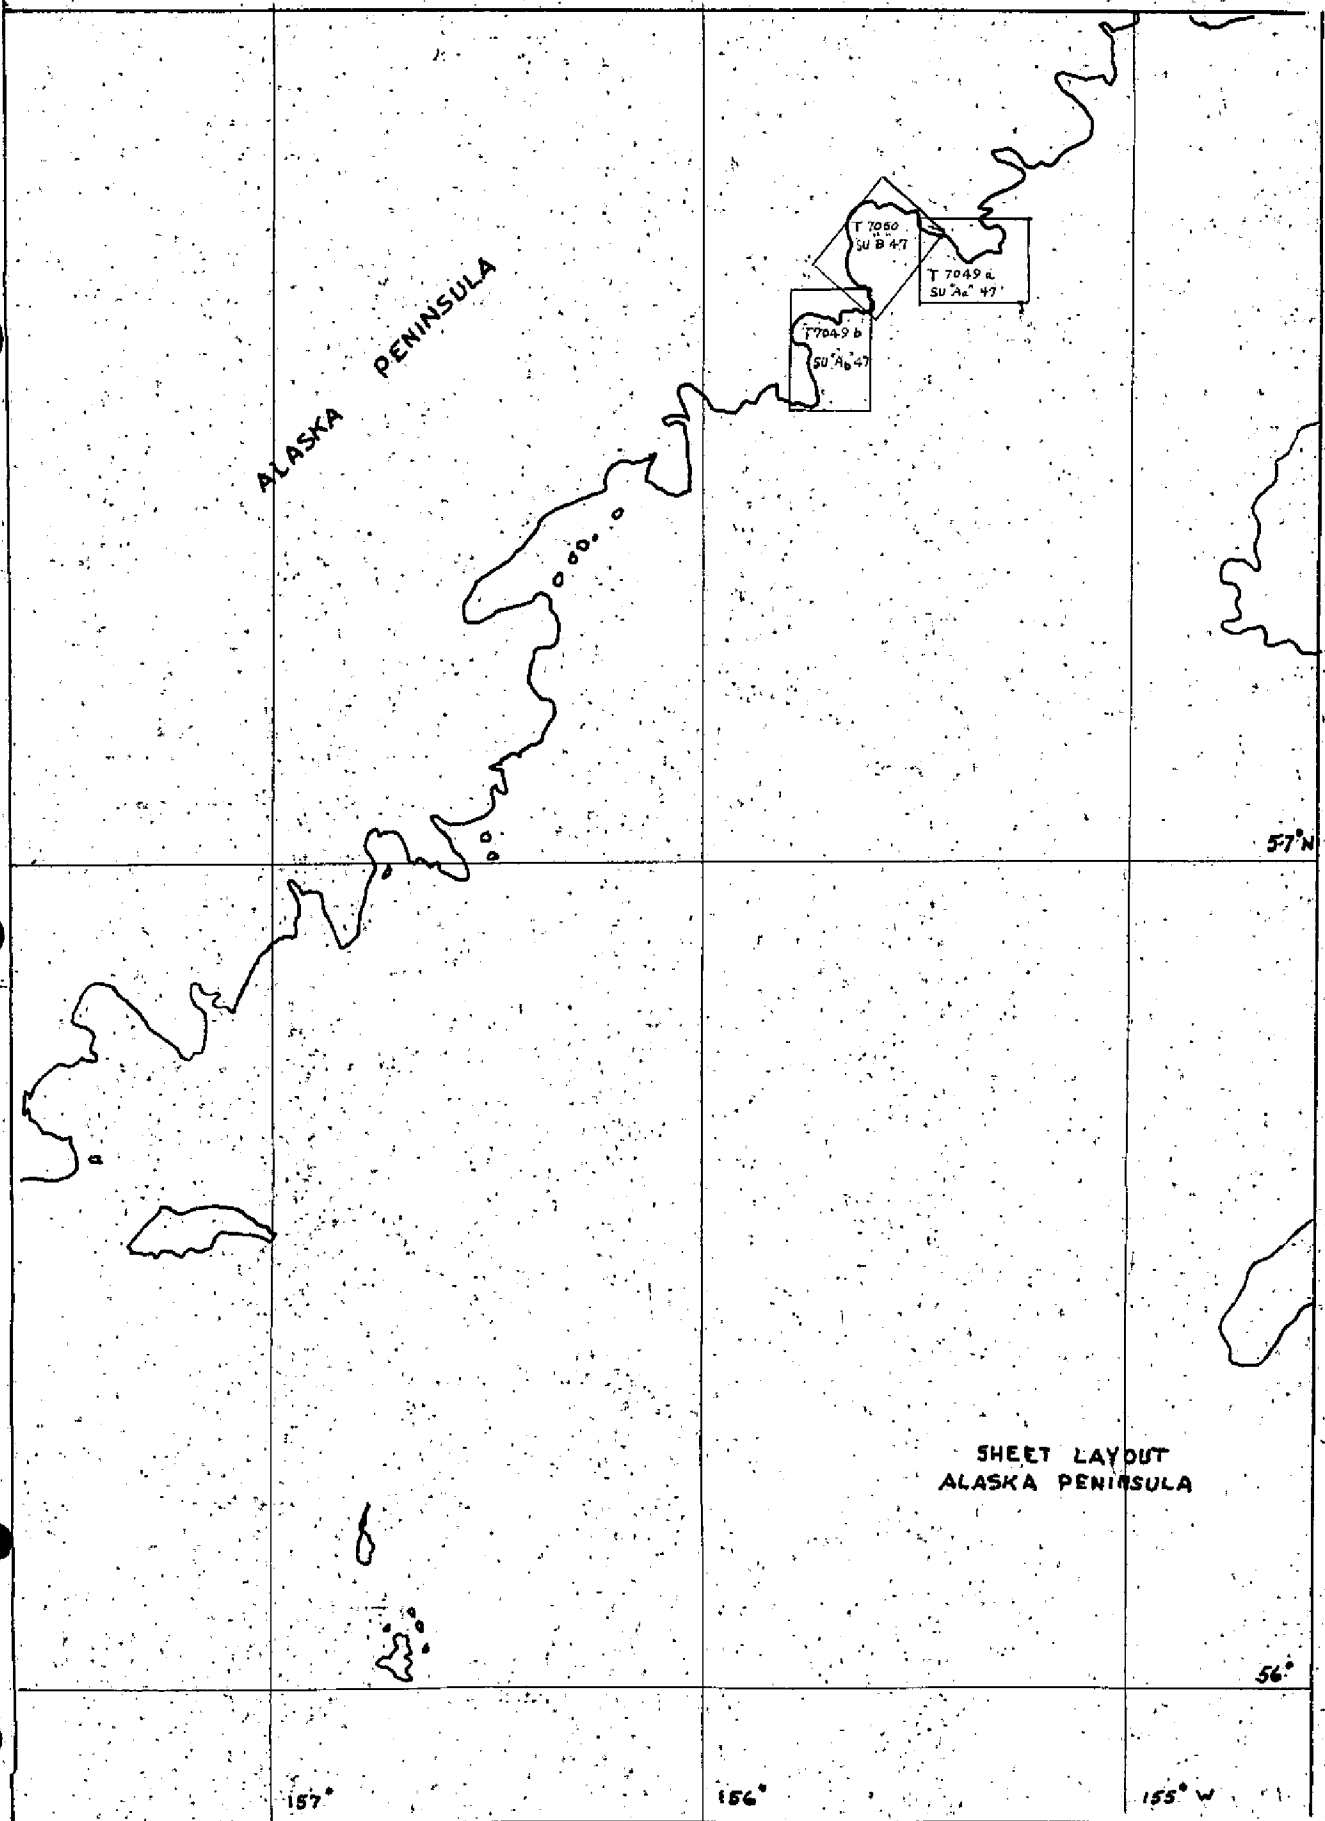 T 7050
SU "B" 47
T 7049 a
SU "Aa" 47
T7049 b
SU "Ab" 47
ALASKA PENINSULA
57° N
SHEET LAYOUT
ALASKA PENINSULA
56°
157°
156°
155° W